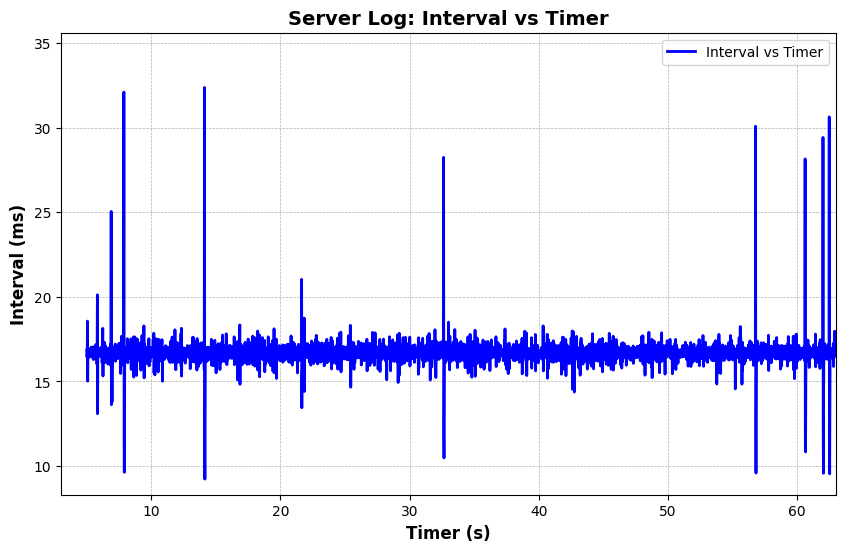 Server Log: Interval vs Timer
Interval vs Timer
35
30
25
20
15
10
Interval (ms)
10 20 30 40 50 60
Timer (s)